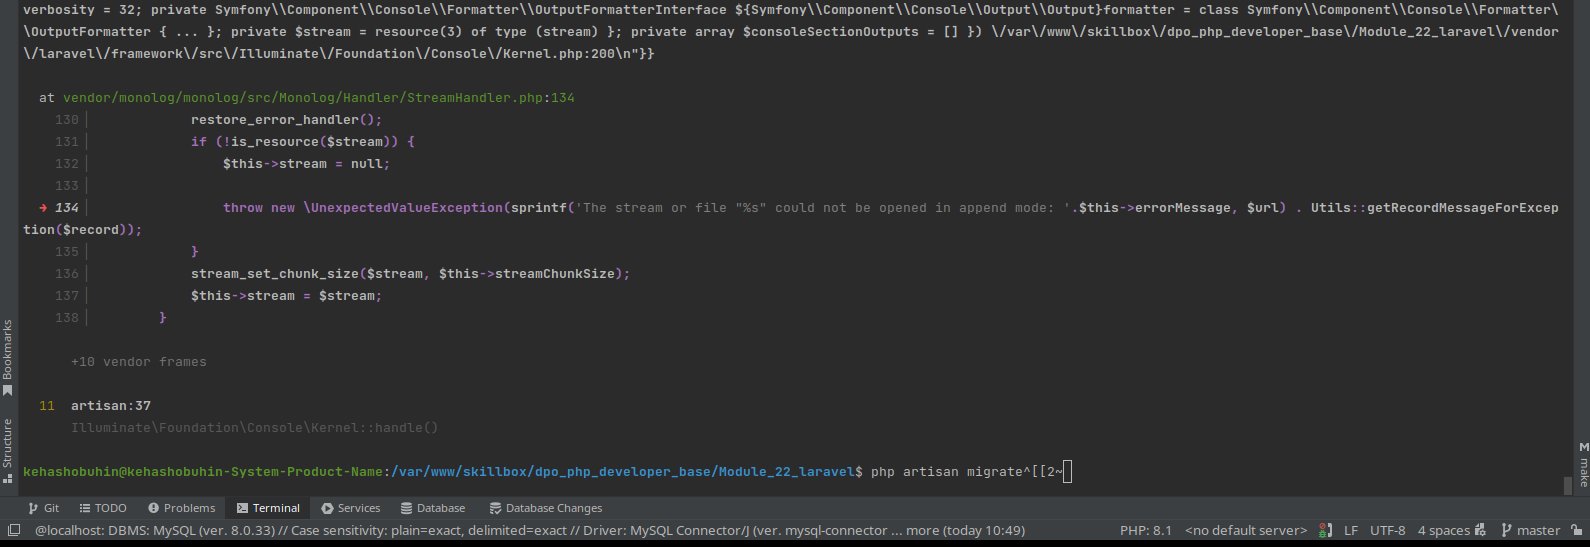 verbosity = 32; private Symfony\\Component\\Console\\Formatter\\OutputFormatterInterface ${Symfony\\Component\\Console\\Output\\Output}formatter = class Symfony\\Component\\Console\\Formatter\
\OutputFormatter { ... }; private $stream = resource(3) of type (stream) }; private array $consoleSectionOutputs = [] }) \/var\/www\/skillbox\/dpo_php_developer_base\/Module_22_laravel\/vendor
\/laravel\/framework\/src\/Illuminate\/Foundation\/Console\/Kernel.php:200\n"}}
at vendor/monolog/monolog/src/Monolog/Handler/StreamHandler.php:134
130| restore_error_handler();
131| if (!is_resource($stream)) {
132| $this->stream = null;
133|
➜ 134| throw new \UnexpectedValueException(sprintf('The stream or file "%s" could not be opened in append mode: '.$this->errorMessage, $url) . Utils::getRecordMessageForExcep
tion($record));
135| }
136| stream_set_chunk_size($stream, $this->streamChunkSize);
137| $this->stream = $stream;
138| }
+10 vendor frames
11 artisan:37
Illuminate\Foundation\Console\Kernel::handle()
kehashobuhin@kehashobuhin-System-Product-Name:/var/www/skillbox/dpo_php_developer_base/Module_22_laravel$ php artisan migrate^[[2~
Bookmarks
Structure
M make
Git TODO Problems Terminal Services Database Database Changes
@localhost: DBMS: MySQL (ver. 8.0.33) // Case sensitivity: plain=exact, delimited=exact // Driver: MySQL Connector/J (ver. mysql-connector ... more (today 10:49) PHP: 8.1 <no default server> LF UTF-8 4 spaces master